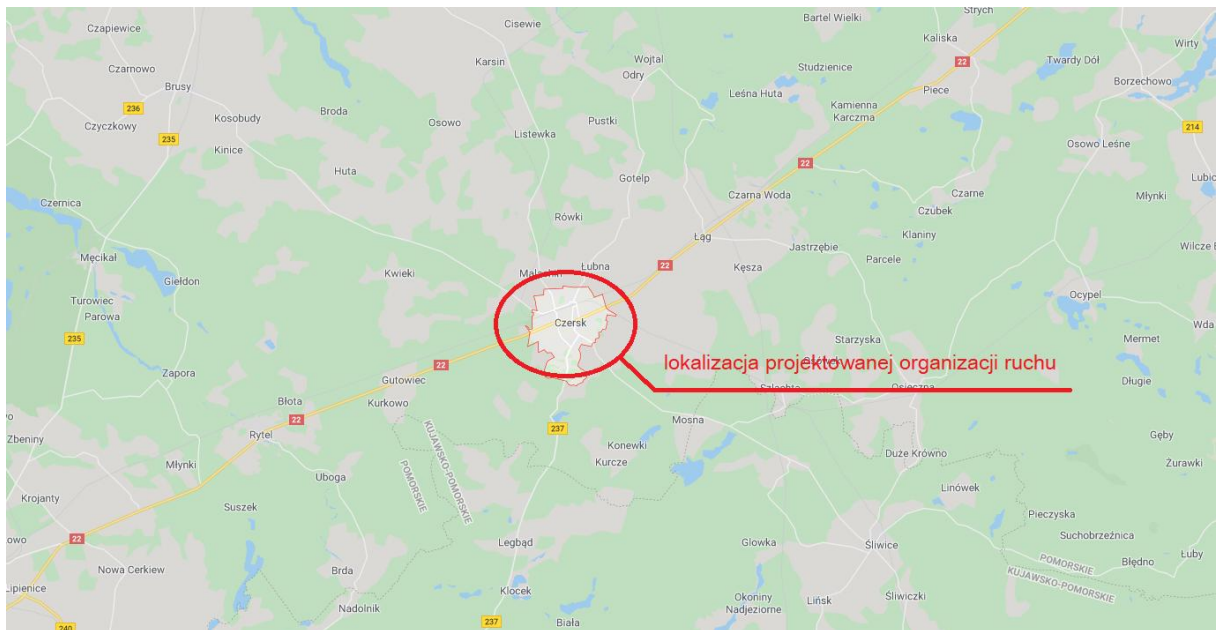 Czapiewice
Cisewie
Bartel Wielki
Strych
Kaliska
Czarnowo
Karsin
Wojtal
22
Twardy Dół
Wirty
Brusy
Odry
Studzienice
Borzechowo
236
Leśna Huta
Piece
Czyczkowy
Kosobudy
Broda
Kamienna
Karczma
235
Osowo
Pustki
214
Listewka
Kinice
Osowo Leśne
Huta
22
Gotelp
Czarna Woda
Czarne
Młynki
Czernica
Czubek
Rówki
Łąg
Klaniny
Jastrzębie
Męcikał
Parcele
Kwieki
Łubna
22
Kęsza
Giełdon
Turowiec
Ocypel
Parowa
Czersk
Wda
235
Starzyska
Mermet
22
lokalizacja projektowanej organizacji ruchu
Zapora
Gutowiec
Długie
Błota
Kurkowo
22
Mosna
237
Zbeniny
Rytel
Gęby
Konewki
Młynki
KUJAWSKO-POMORSKIE
POMORSKIE
Kurcze
Duże Krówno
Żurawki
Uboga
Krojanty
Linówek
Suszek
Pieczyska
22
Suchobrzeźnica
Legbąd
Glowka
Śliwice
Łuby
Nowa Cerkiew
POMORSKIE
Błędno
KUJAWSKO-POMORSKIE
Brda
Lipienice
Klocek
Okoniny
Nadjeziorne
Lińsk
Śliwiczki
Nadolnik
237
Biała
240